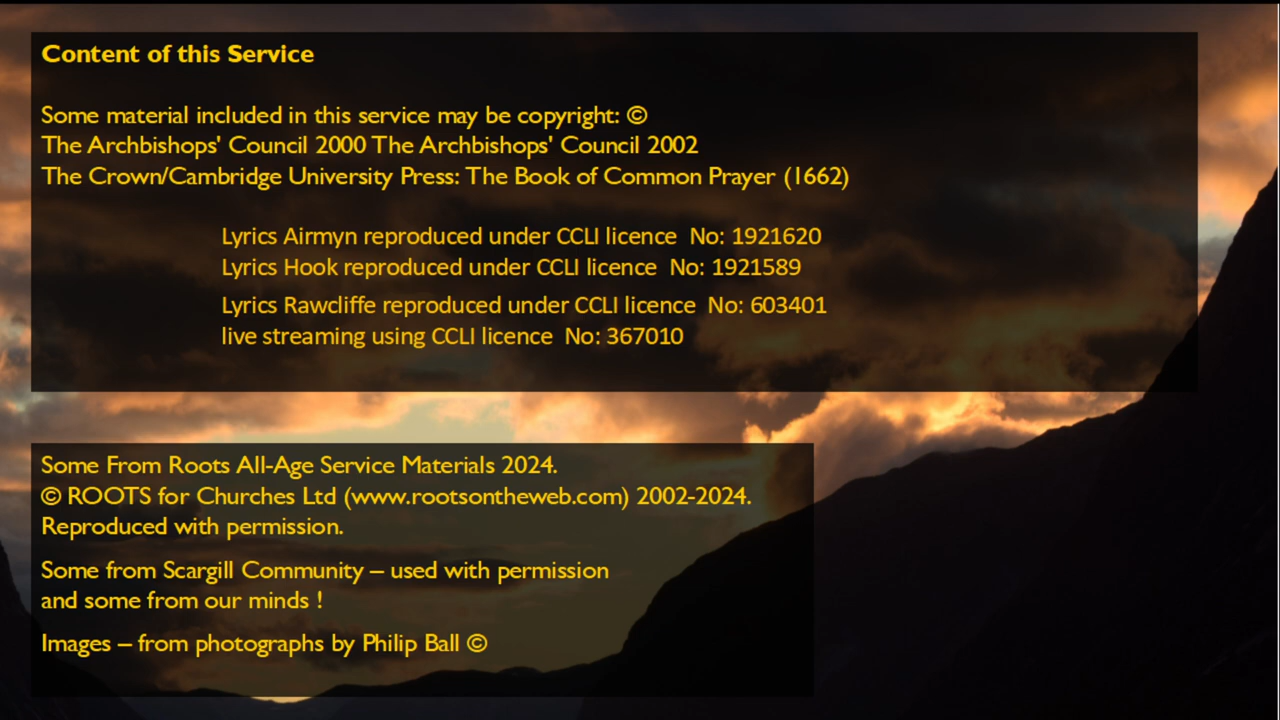 Content of this Service
Some material included in this service may be copyright: ©
The Archbishops' Council 2000 The Archbishops' Council 2002
The Crown/Cambridge University Press: The Book of Common Prayer (1662)
Lyrics Airmyn reproduced under CCLI licence  No: 1921620
Lyrics Hook reproduced under CCLI licence  No: 1921589
Lyrics Rawcliffe reproduced under CCLI licence  No: 603401
live streaming using CCLI licence  No: 367010
Some From Roots All-Age Service Materials 2024.
© ROOTS for Churches Ltd (www.rootsontheweb.com) 2002-2024.
Reproduced with permission.
Some from Scargill Community – used with permission
and some from our minds !
Images – from photographs by Philip Ball ©